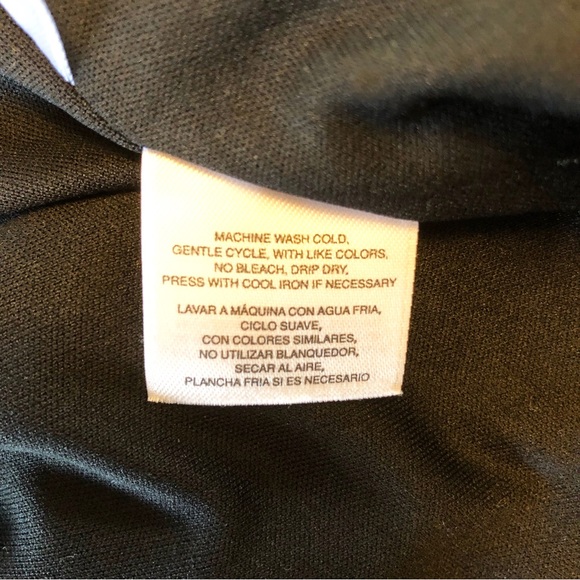 MACHINE WASH COLD,
GENTLE CYCLE, WITH LIKE COLORS,
NO BLEACH, DRIP DRY,
PRESS WITH COOL IRON IF NECESSARY
LAVAR A MÁQUINA CON AGUA FRIA,
CICLO SUAVE,
CON COLORES SIMILARES,
NO UTILIZAR BLANQUEDOR,
SECAR AL AIRE,
PLANCHA FRIA SI ES NECESARIO